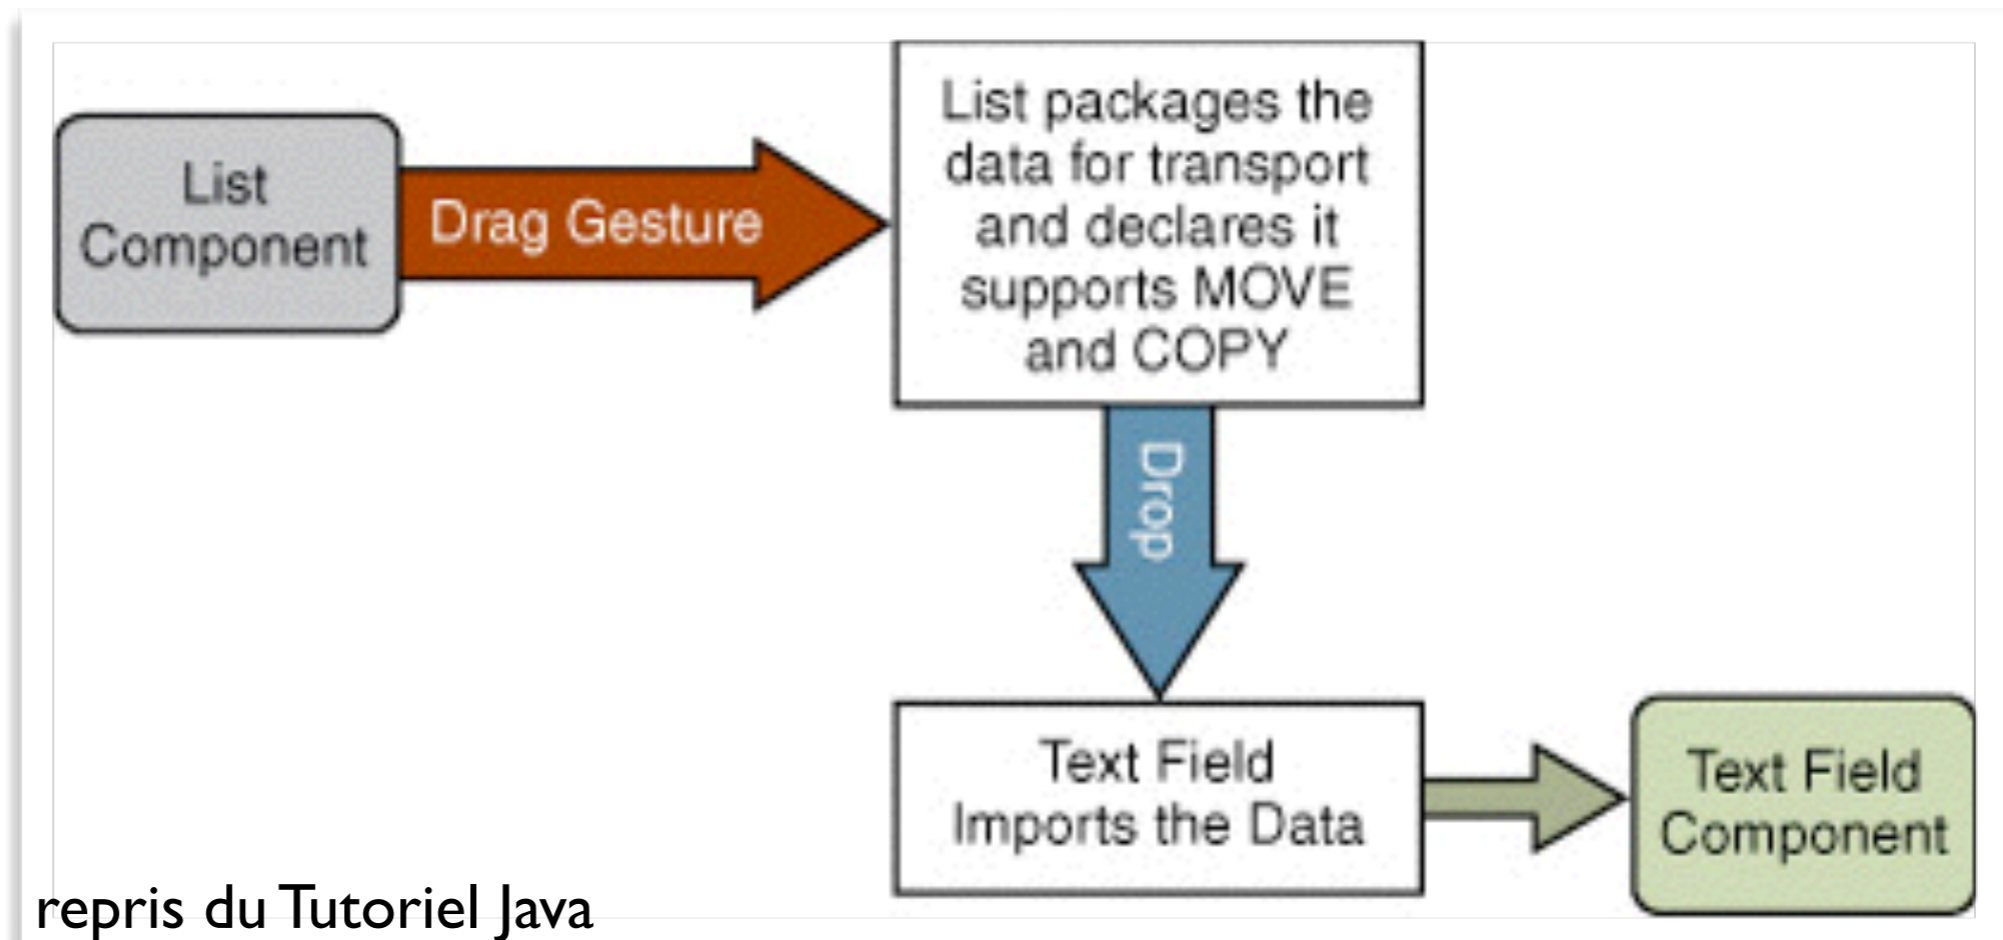 List
Component
Drag Gesture
List packages the
data for transport
and declares it
supports MOVE
and COPY
Drop
Text Field
Imports the Data
Text Field
Component
repris du Tutoriel Java